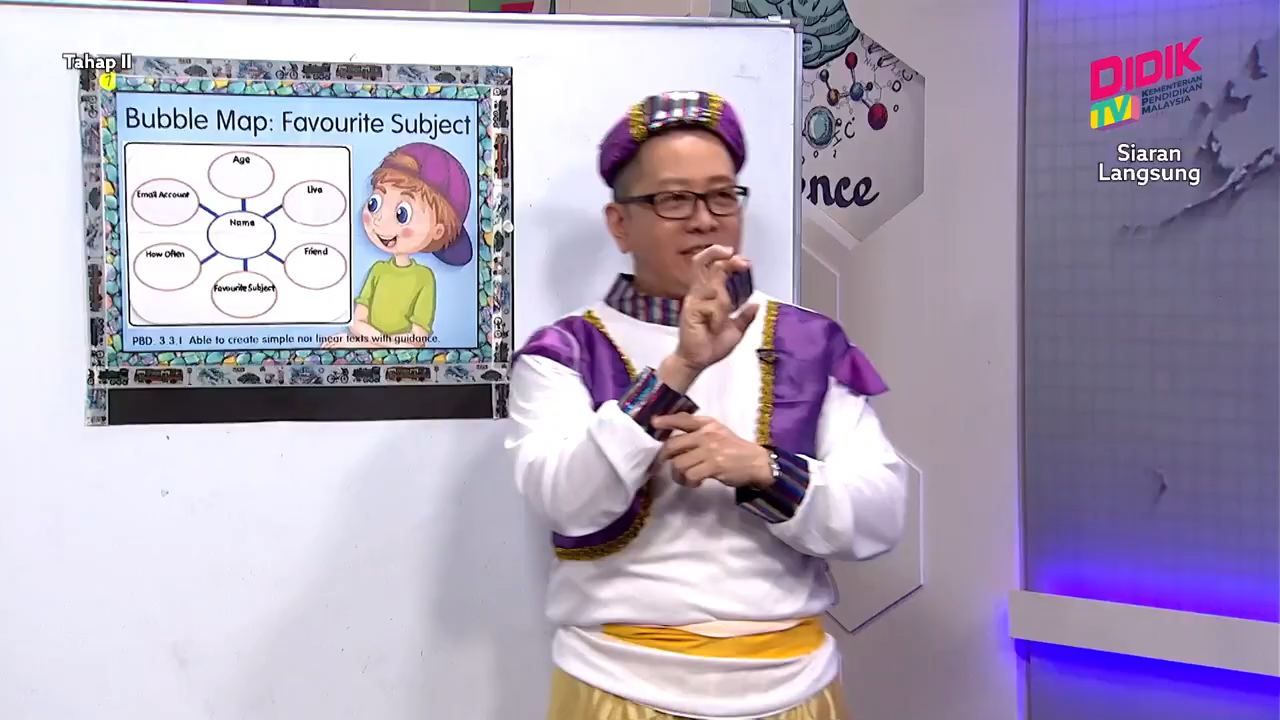 Tahap II
7
Bubble Map: Favourite Subject
Age
Email Account
Live
Name
How Often
Friend
Favourite Subject
PBD 3.3.1 Able to create simple non linear texts with guidance.
DIDIK
TV
KEMENTERIAN
PENDIDIKAN
MALAYSIA
Siaran
Langsung
ence